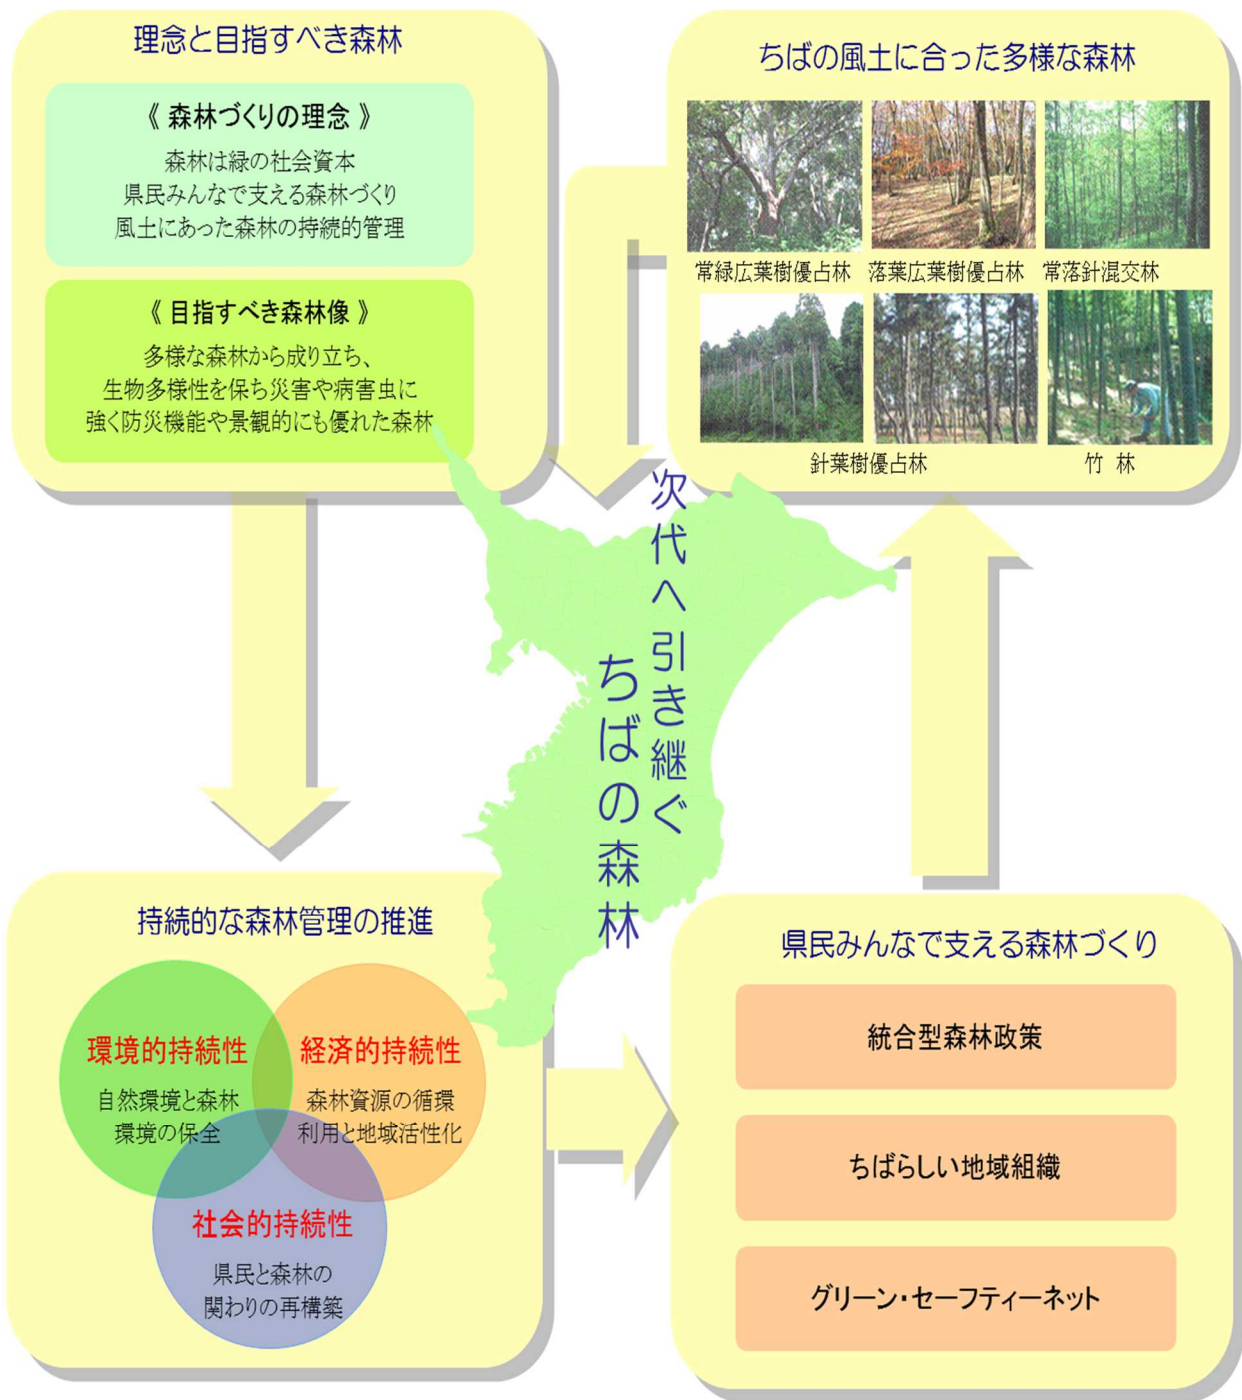 理念と目指すべき森林
《 森林づくりの理念 》
森林は緑の社会資本
県民みんなで支える森林づくり
風土にあった森林の持続的管理
《 目指すべき森林像 》
多様な森林から成り立ち、
生物多様性を保ち災害や病害虫に
強く防災機能や景観的にも優れた森林
ちばの風土に合った多様な森林
常緑広葉樹優占林
落葉広葉樹優占林
常落針混交林
針葉樹優占林
竹 林
次代へ引き継ぐ
ちばの森林
持続的な森林管理の推進
環境的持続性
自然環境と森林
環境の保全
経済的持続性
森林資源の循環
利用と地域活性化
社会的持続性
県民と森林の
関わりの再構築
県民みんなで支える森林づくり
統合型森林政策
ちばらしい地域組織
グリーン・セーフティーネット